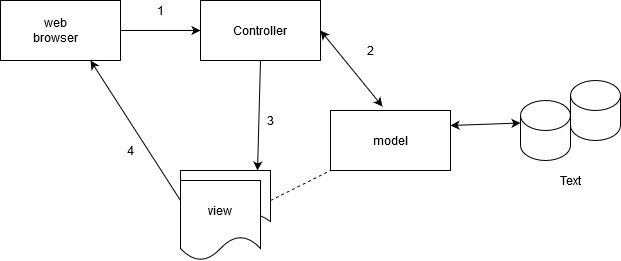 1
web
browser
Controller
2
3
model
4
Text
view